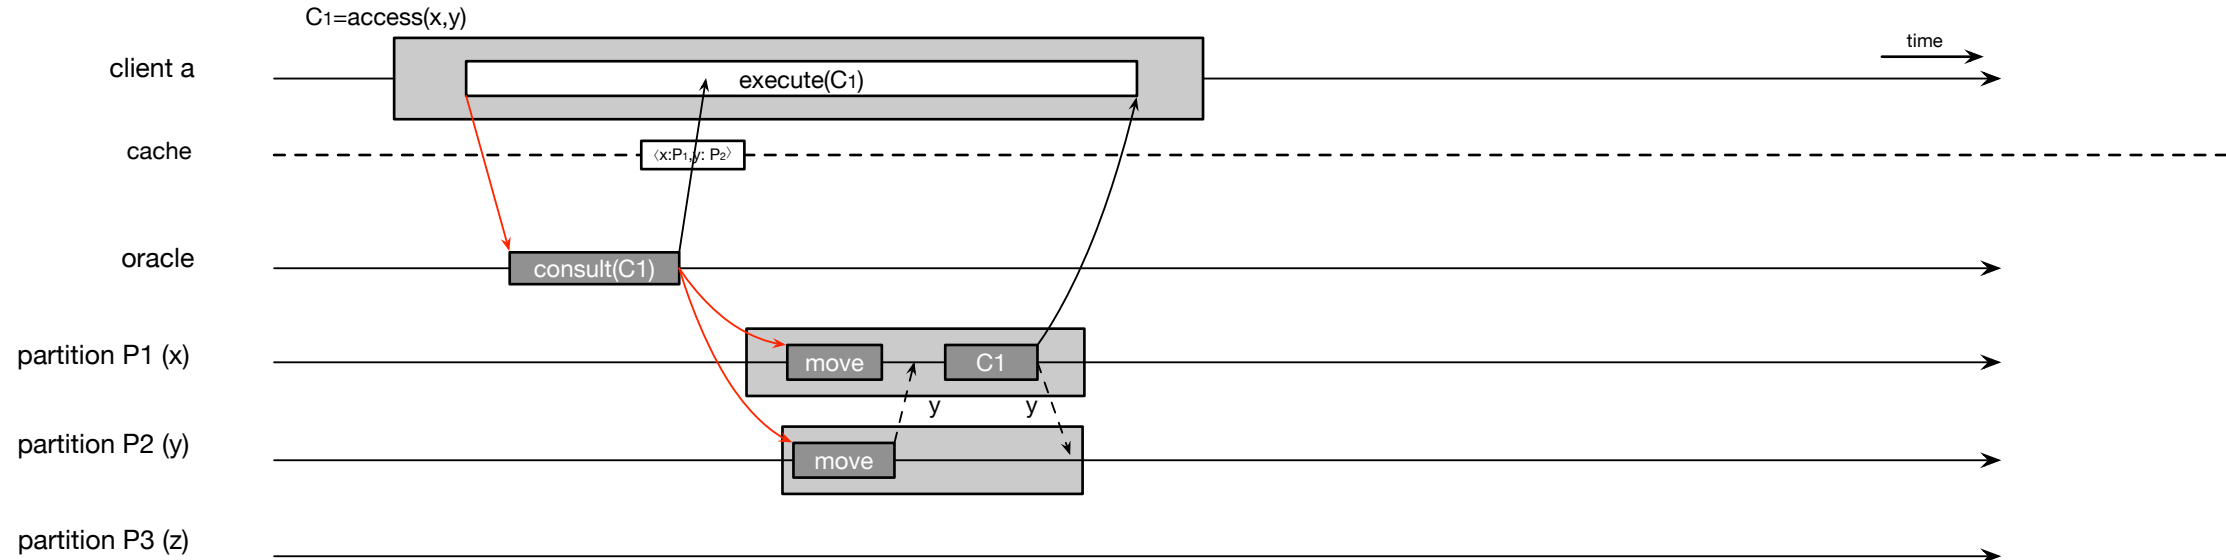 C1=access(x,y)
time
client a
execute(C1)
cache
⟨x:P1,y: P2⟩
oracle
consult(C1)
partition P1 (x)
move
C1
y
y
partition P2 (y)
move
partition P3 (z)